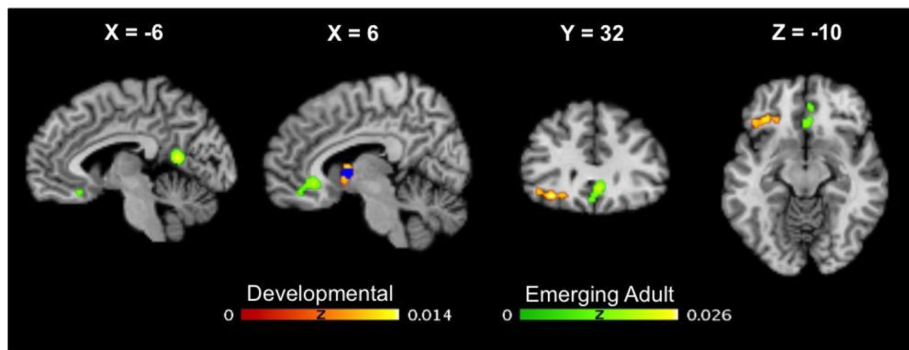 X = -6 X = 6 Y = 32 Z = -10
Developmental Emerging Adult
0 Z 0.014 0 Z 0.026